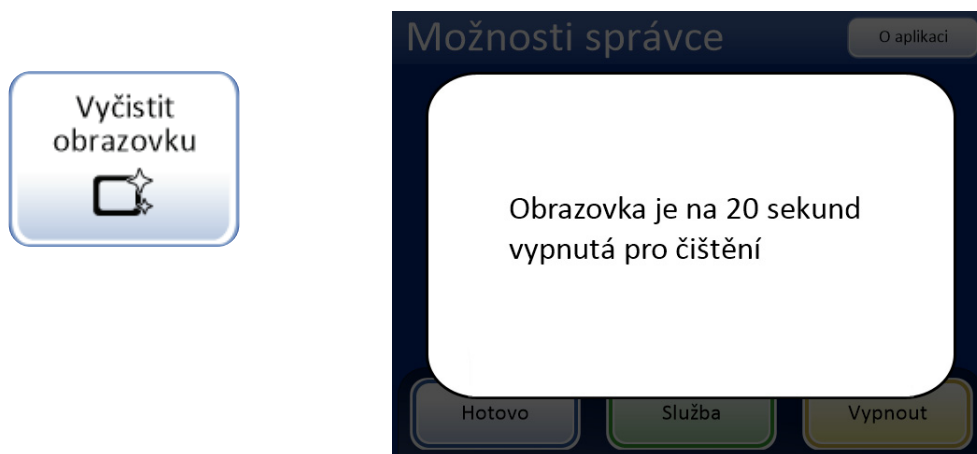 Vyčistit
obrazovku
Možnosti správce
O aplikaci
Obrazovka je na 20 sekund
vypnutá pro čištění
Hotovo
Služba
Vypnout